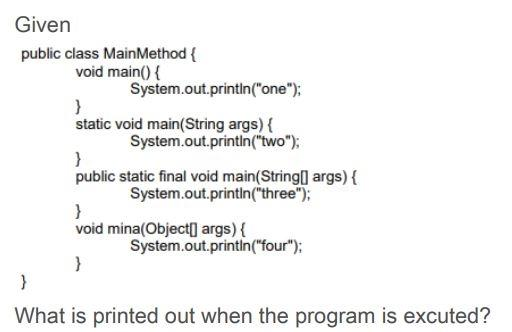 Given
public class MainMethod {
void main() {
System.out.println("one");
}
static void main(String args) {
System.out.println("two");
}
public static final void main(String[] args) {
System.out.println("three");
}
void mina(Object[] args) {
System.out.println("four");
}
}
What is printed out when the program is excuted?